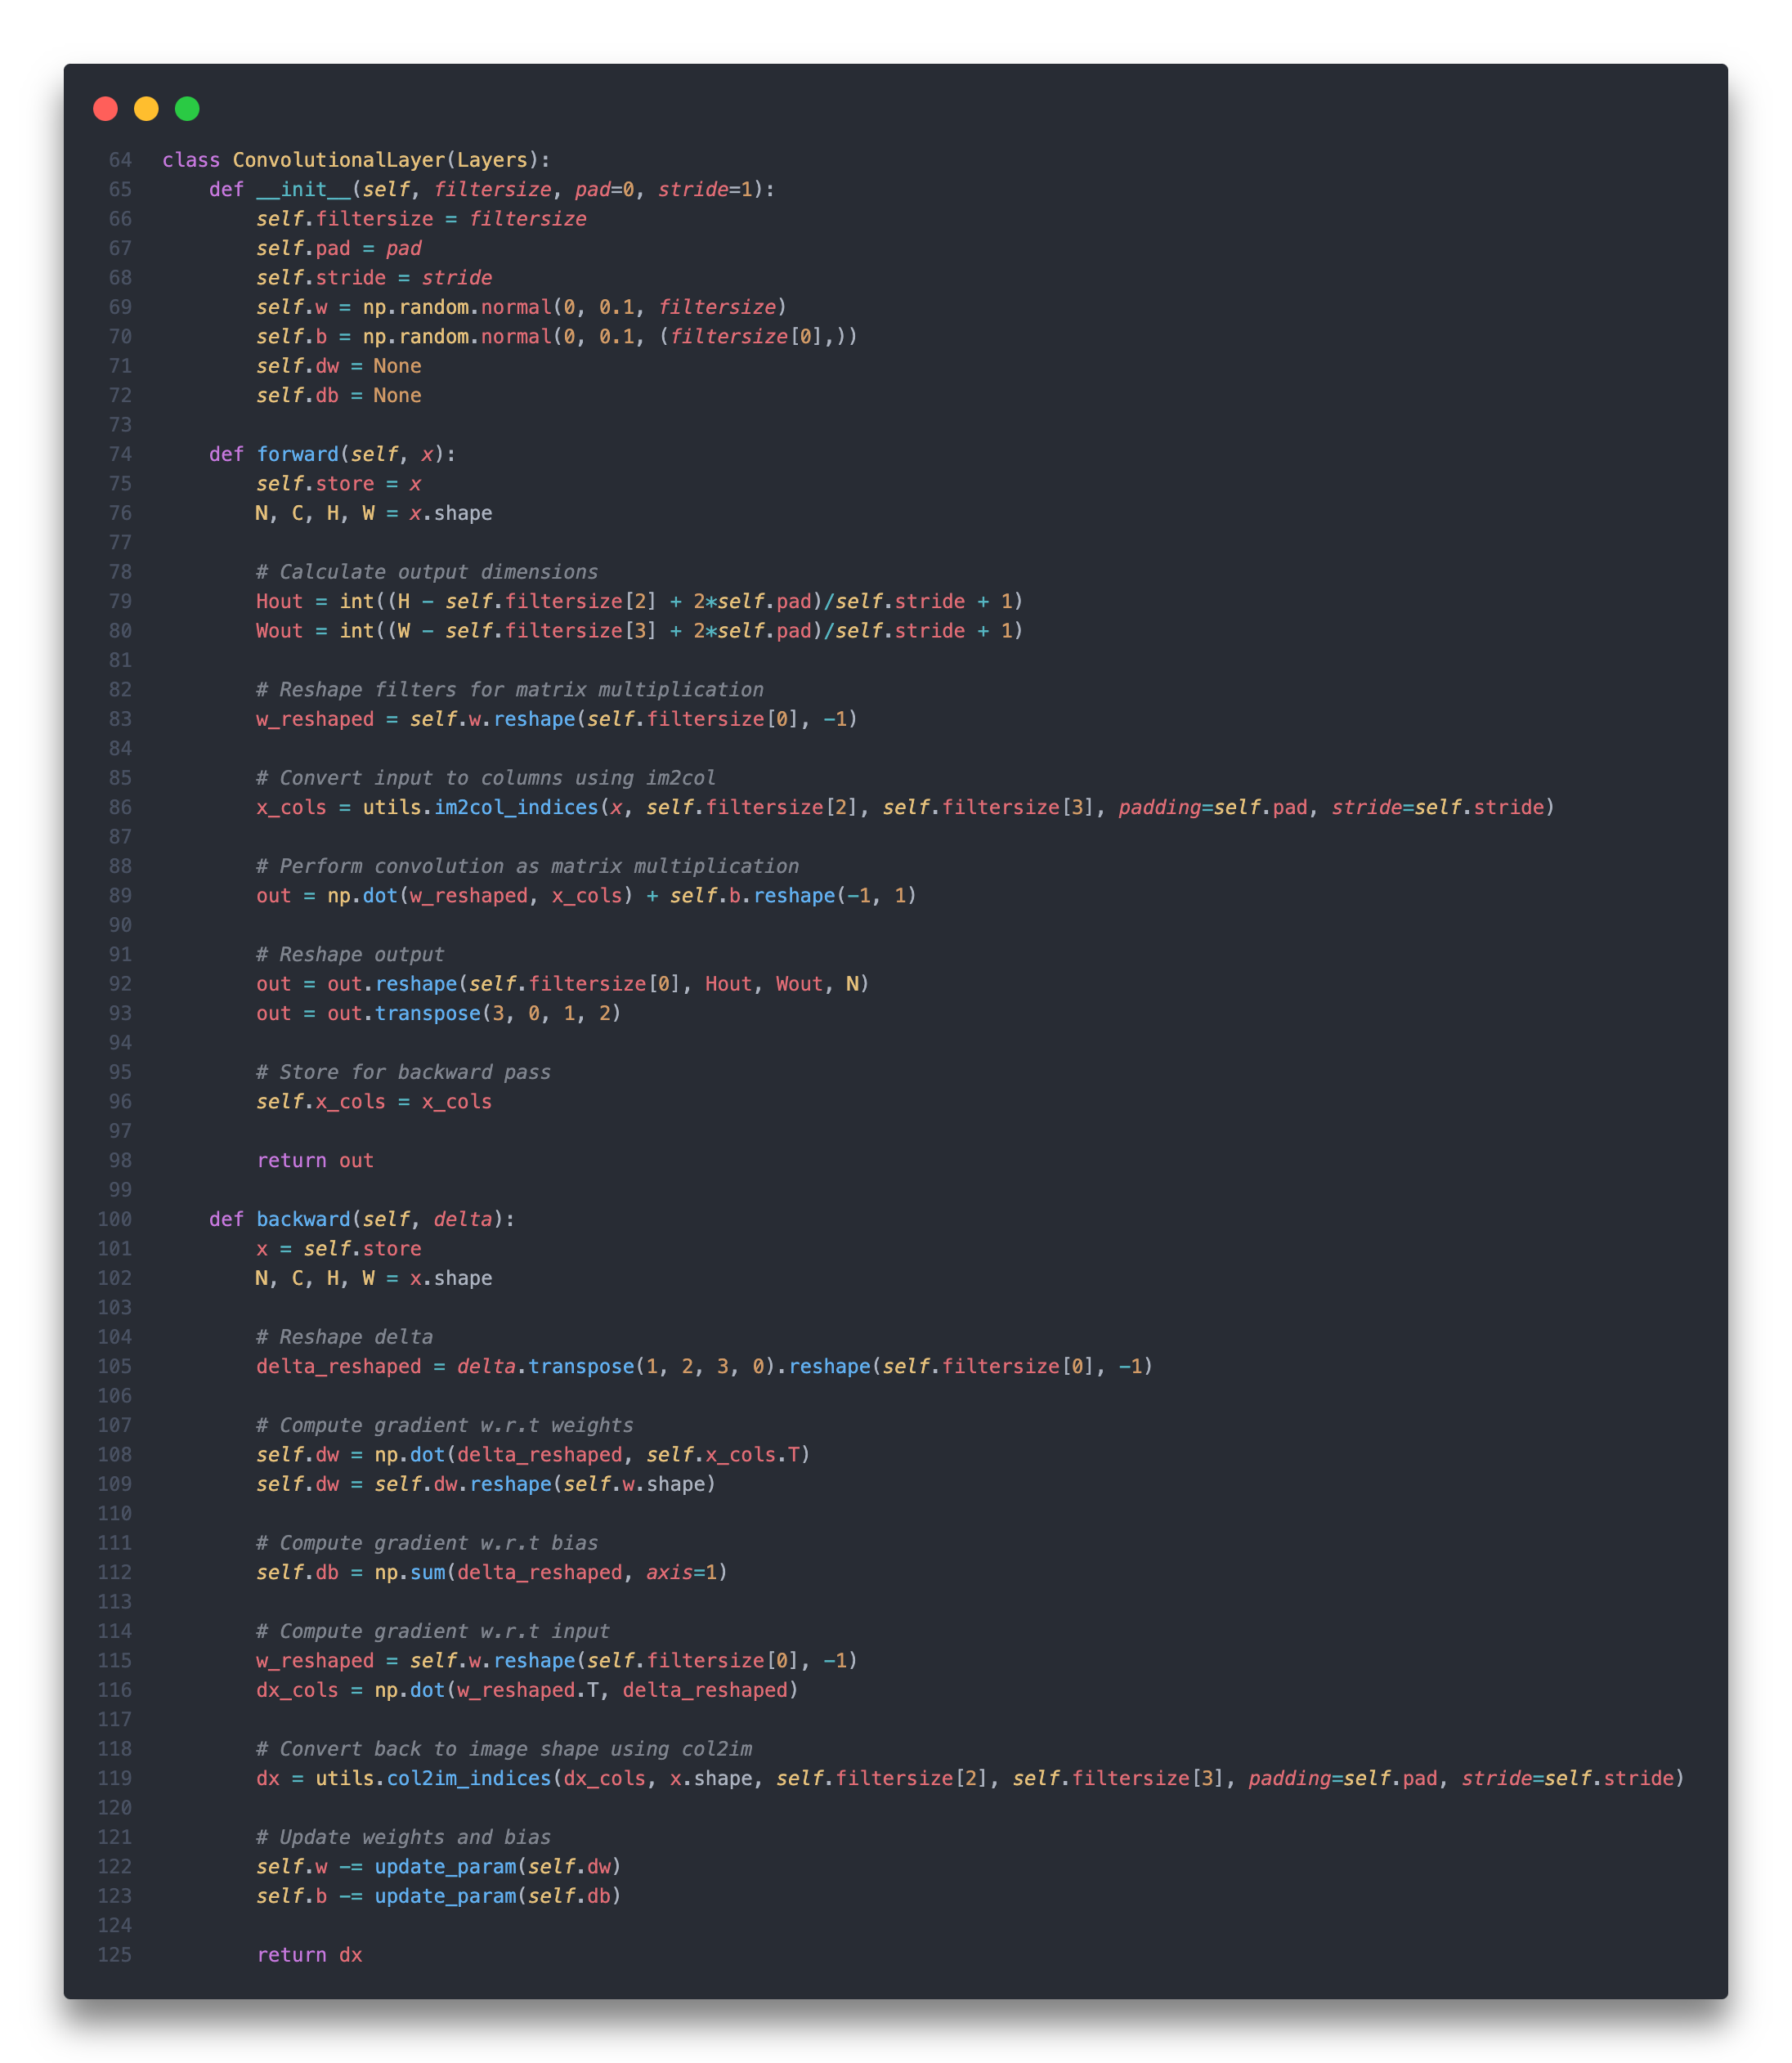 64 class ConvolutionalLayer(Layers):
65     def __init__(self, filtersize, pad=0, stride=1):
66         self.filtersize = filtersize
67         self.pad = pad
68         self.stride = stride
69         self.w = np.random.normal(0, 0.1, filtersize)
70         self.b = np.random.normal(0, 0.1, (filtersize[0],))
71         self.dw = None
72         self.db = None
73
74     def forward(self, x):
75         self.store = x
76         N, C, H, W = x.shape
77
78         # Calculate output dimensions
79         Hout = int((H - self.filtersize[2] + 2*self.pad)/self.stride + 1)
80         Wout = int((W - self.filtersize[3] + 2*self.pad)/self.stride + 1)
81
82         # Reshape filters for matrix multiplication
83         w_reshaped = self.w.reshape(self.filtersize[0], -1)
84
85         # Convert input to columns using im2col
86         x_cols = utils.im2col_indices(x, self.filtersize[2], self.filtersize[3], padding=self.pad, stride=self.stride)
87
88         # Perform convolution as matrix multiplication
89         out = np.dot(w_reshaped, x_cols) + self.b.reshape(-1, 1)
90
91         # Reshape output
92         out = out.reshape(self.filtersize[0], Hout, Wout, N)
93         out = out.transpose(3, 0, 1, 2)
94
95         # Store for backward pass
96         self.x_cols = x_cols
97
98         return out
99
100     def backward(self, delta):
101         x = self.store
102         N, C, H, W = x.shape
103
104         # Reshape delta
105         delta_reshaped = delta.transpose(1, 2, 3, 0).reshape(self.filtersize[0], -1)
106
107         # Compute gradient w.r.t weights
108         self.dw = np.dot(delta_reshaped, self.x_cols.T)
109         self.dw = self.dw.reshape(self.w.shape)
110
111         # Compute gradient w.r.t bias
112         self.db = np.sum(delta_reshaped, axis=1)
113
114         # Compute gradient w.r.t input
115         w_reshaped = self.w.reshape(self.filtersize[0], -1)
116         dx_cols = np.dot(w_reshaped.T, delta_reshaped)
117
118         # Convert back to image shape using col2im
119         dx = utils.col2im_indices(dx_cols, x.shape, self.filtersize[2], self.filtersize[3], padding=self.pad, stride=self.stride)
120
121         # Update weights and bias
122         self.w -= update_param(self.dw)
123         self.b -= update_param(self.db)
124
125         return dx